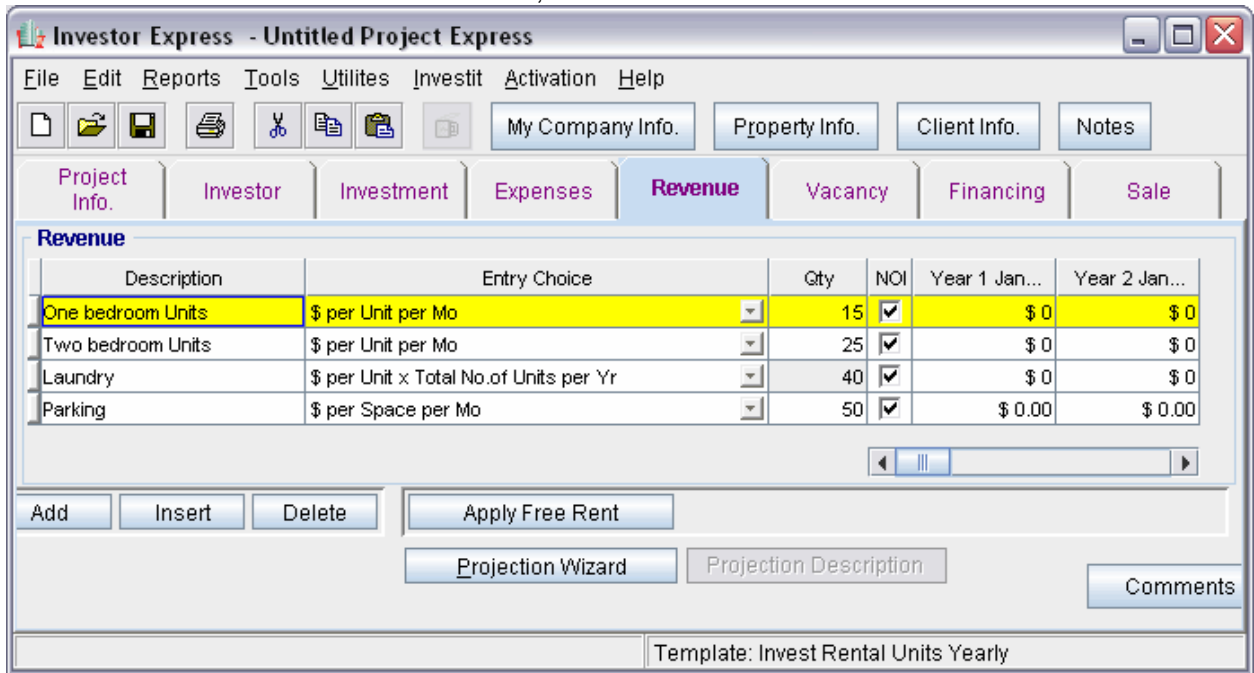 Investor Express - Untitled Project Express
File Edit Reports Tools Utilites Investit Activation Help
My Company Info. Property Info. Client Info. Notes
Project Info. Investor Investment Expenses Revenue Vacancy Financing Sale
Revenue
Description Entry Choice Qty NOI Year 1 Jan... Year 2 Jan...
One bedroom Units $ per Unit per Mo 15 $ 0 $ 0
Two bedroom Units $ per Unit per Mo 25 $ 0 $ 0
Laundry $ per Unit x Total No.of Units per Yr 40 $ 0 $ 0
Parking $ per Space per Mo 50 $ 0.00 $ 0.00
Add Insert Delete Apply Free Rent
Projection Wizard Projection Description
Comments
Template: Invest Rental Units Yearly